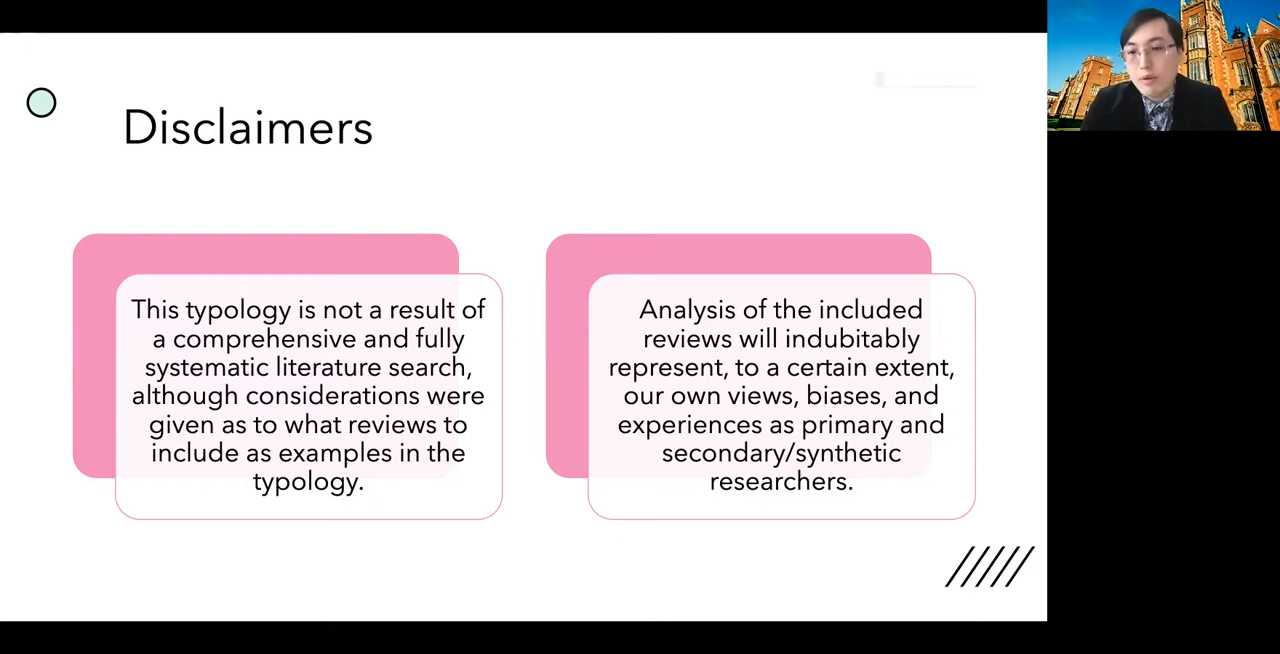 Disclaimers
This typology is not a result of
a comprehensive and fully
systematic literature search,
although considerations were
given as to what reviews to
include as examples in the
typology.
Analysis of the included
reviews will indubitably
represent, to a certain extent,
our own views, biases, and
experiences as primary and
secondary/synthetic
researchers.